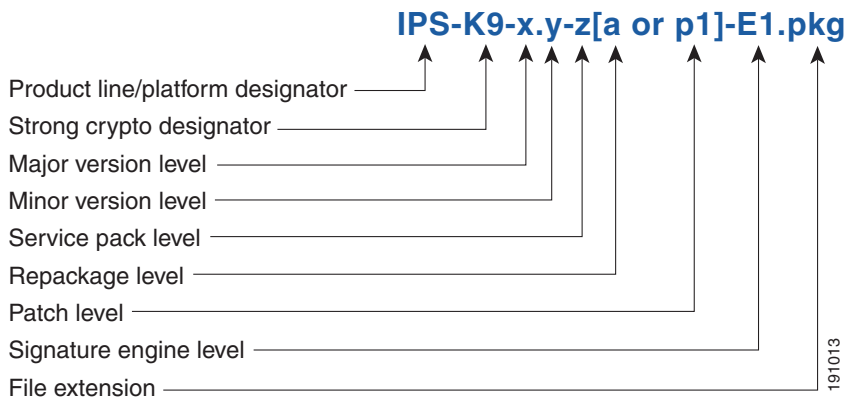 IPS-K9-x.y-z[a or p1]-E1.pkg
Product line/platform designator
Strong crypto designator
Major version level
Minor version level
Service pack level
Repackage level
Patch level
Signature engine level
File extension
191013